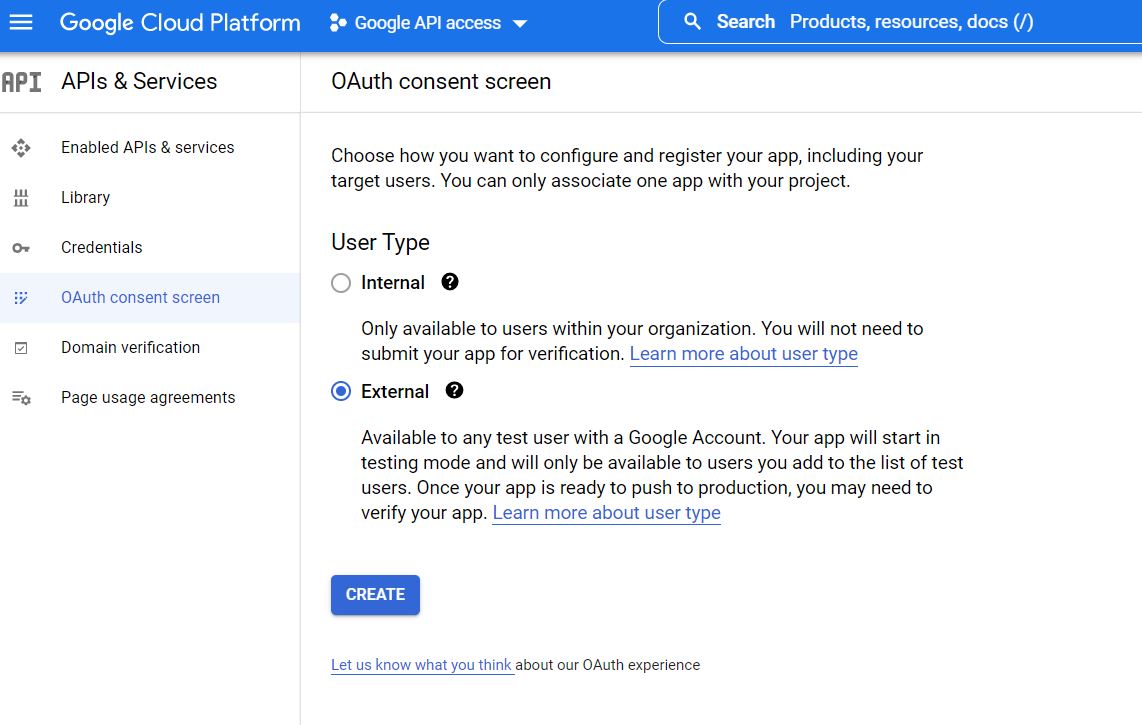 Google Cloud Platform
Google API access
Search Products, resources, docs (/)
API APIs & Services
Enabled APIs & services
Library
Credentials
OAuth consent screen
Domain verification
Page usage agreements
OAuth consent screen
Choose how you want to configure and register your app, including your
target users. You can only associate one app with your project.
User Type
Internal ?
Only available to users within your organization. You will not need to
submit your app for verification. Learn more about user type
External ?
Available to any test user with a Google Account. Your app will start in
testing mode and will only be available to users you add to the list of test
users. Once your app is ready to push to production, you may need to
verify your app. Learn more about user type
CREATE
Let us know what you think about our OAuth experience